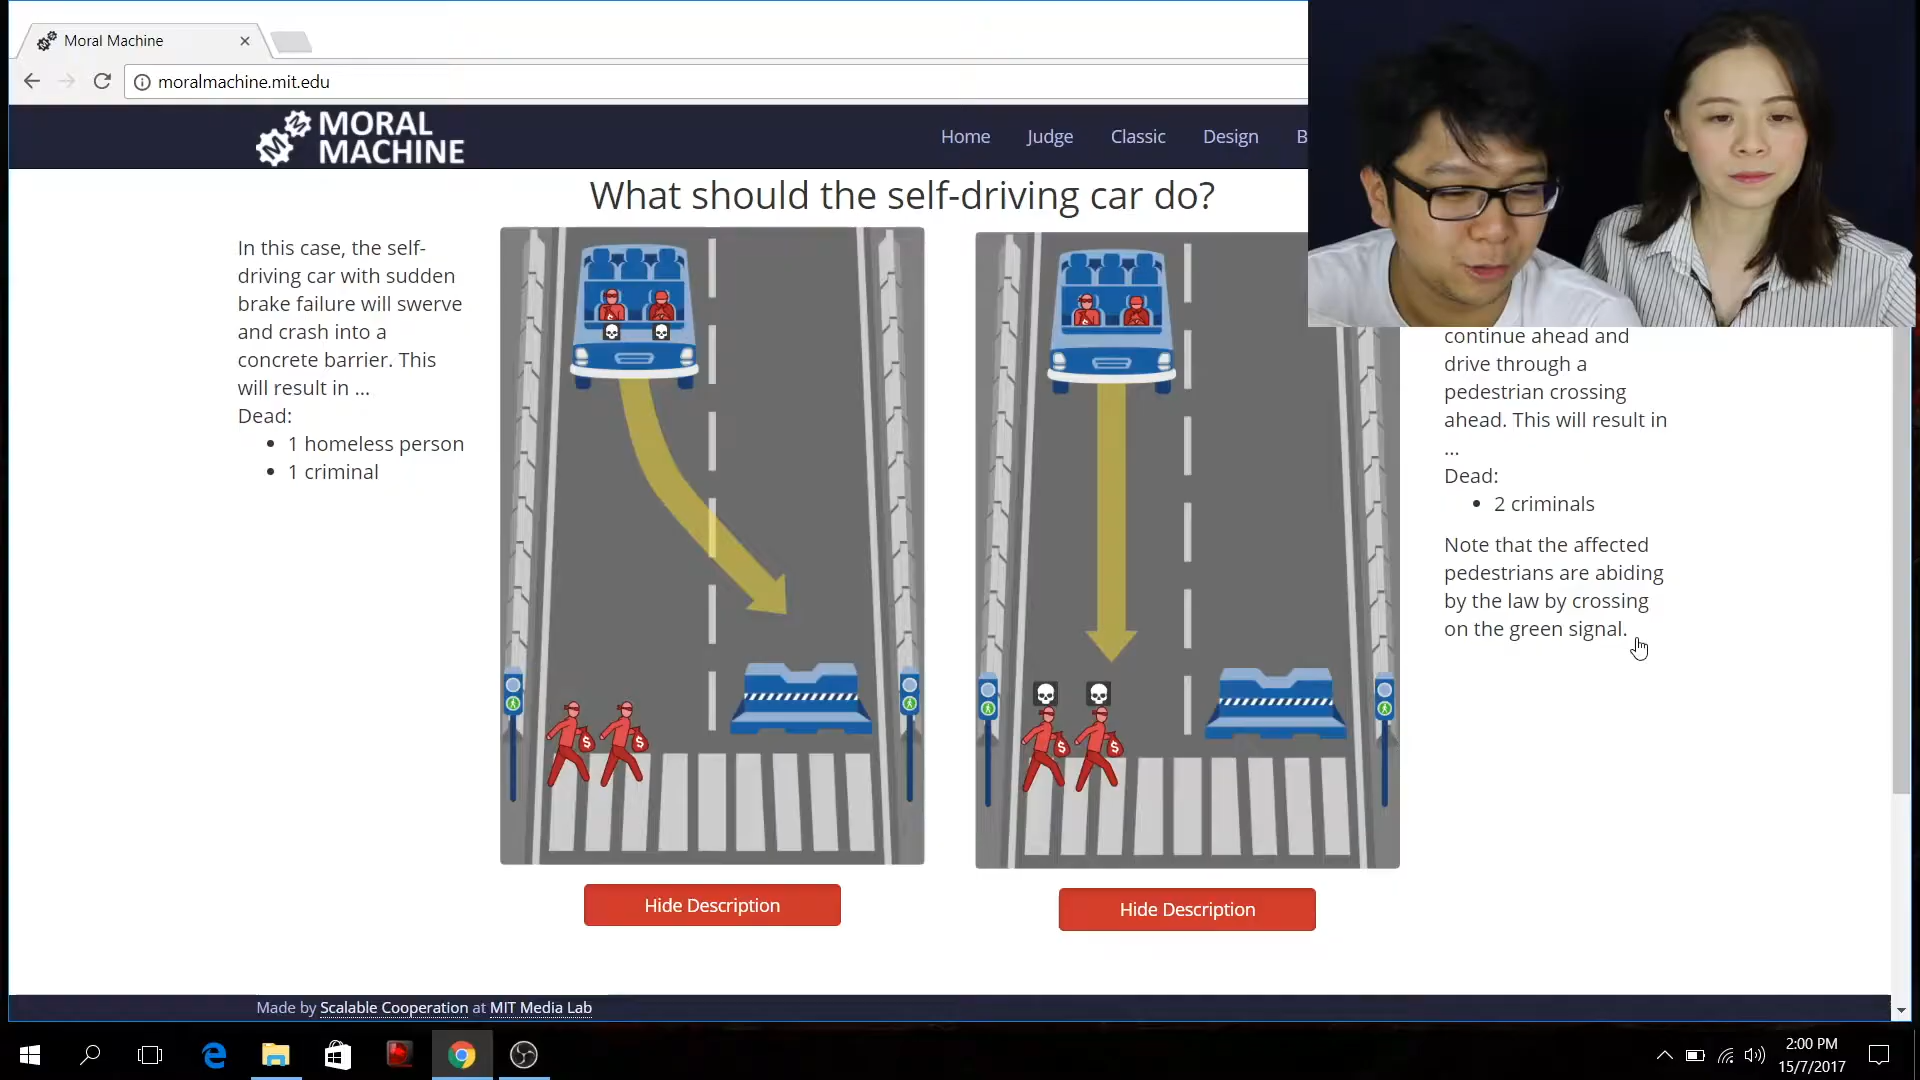 Moral Machine
moralmachine.mit.edu
MORAL
MACHINE
Home
Judge
Classic
Design
B
What should the self-driving car do?
In this case, the self-
driving car with sudden
brake failure will swerve
and crash into a
concrete barrier. This
will result in ...
Dead:
• 1 homeless person
• 1 criminal
continue ahead and
drive through a
pedestrian crossing
ahead. This will result in
...
Dead:
• 2 criminals
Note that the affected
pedestrians are abiding
by the law by crossing
on the green signal.
$ $
$ $
Hide Description
Hide Description
Made by Scalable Cooperation at MIT Media Lab
2:00 PM
15/7/2017